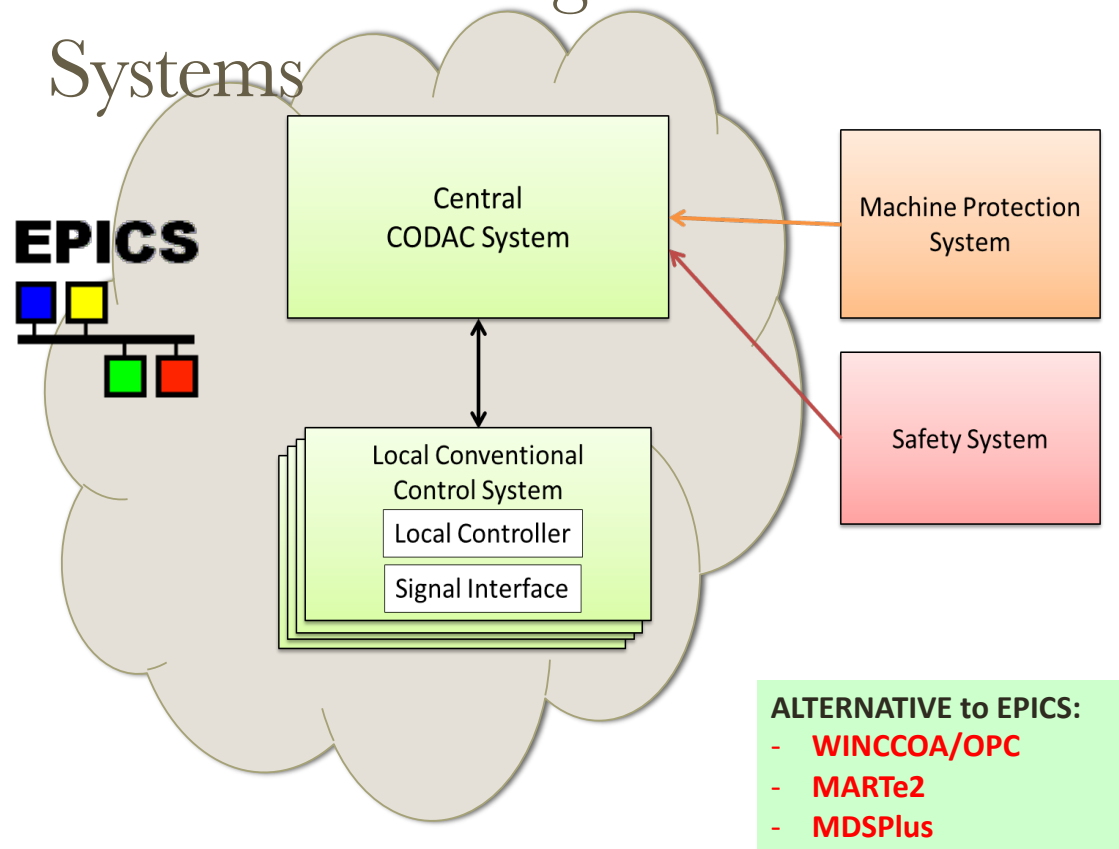 Systems
Central
CODAC System
Machine Protection
System
EPICS
Safety System
Local Conventional
Control System
Local Controller
Signal Interface
ALTERNATIVE to EPICS:
- WINCCOA/OPC
- MARTe2
- MDSPlus